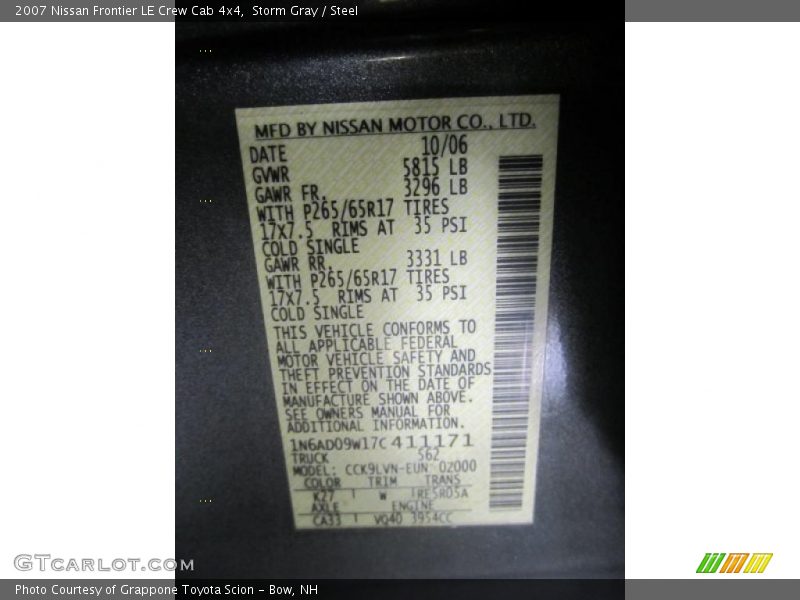 2007 Nissan Frontier LE Crew Cab 4x4,  Storm Gray / Steel
MFD BY NISSAN MOTOR CO., LTD.
DATE 10/06
GVWR 5815 LB
GAWR FR. 3296 LB
WITH P265/65R17 TIRES
17x7.5 RIMS AT 35 PSI
COLD SINGLE
GAWR RR. 3331 LB
WITH P265/65R17 TIRES
17x7.5 RIMS AT 35 PSI
COLD SINGLE
THIS VEHICLE CONFORMS TO
ALL APPLICABLE FEDERAL
MOTOR VEHICLE SAFETY AND
THEFT PREVENTION STANDARDS
IN EFFECT ON THE DATE OF
MANUFACTURE SHOWN ABOVE.
SEE OWNERS MANUAL FOR
ADDITIONAL INFORMATION.
1N6AD09W17C411171
TRUCK S62
MODEL: CCK9LVN-EUN 02000
COLOR TRIM TRANS
K27 W RE5R05A
AXLE ENGINE
CA33 VQ40 3954CC
GTCARLOT.COM
Photo Courtesy of Grappone Toyota Scion - Bow, NH